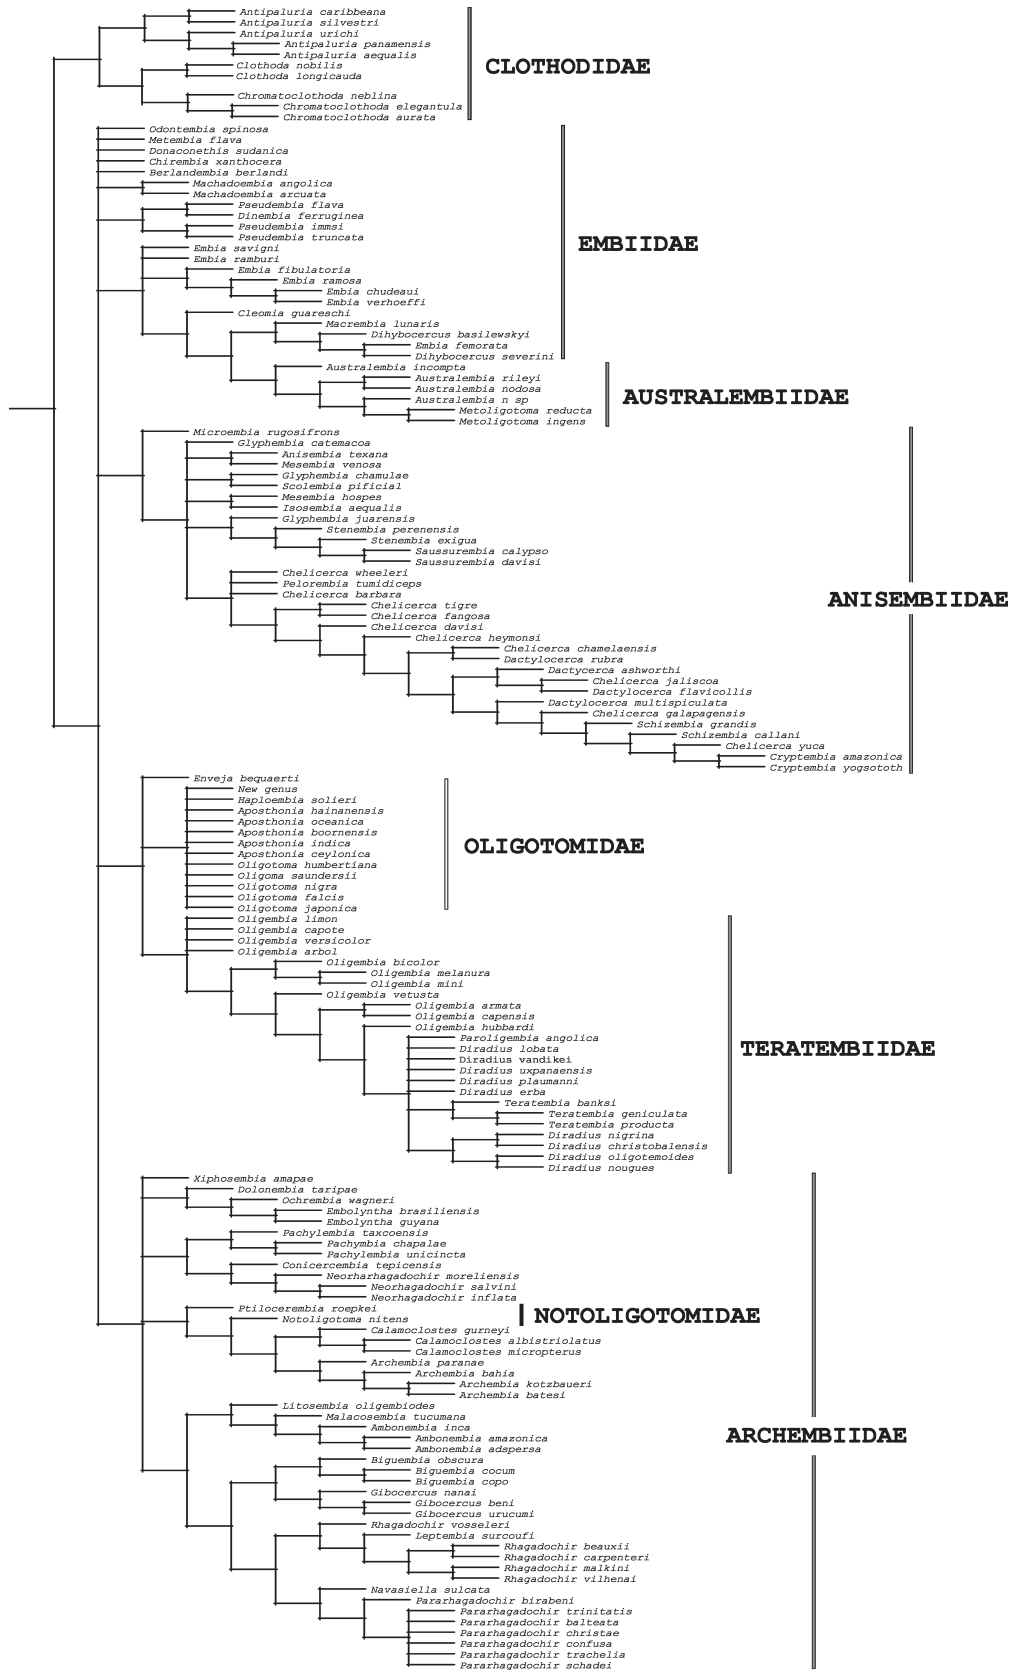 Antipaluria caribbeana
Antipaluria silvestri
Antipaluria urichi
Antipaluria panamensis
Antipaluria aequalis
Clothoda nobilis
Clothoda longicauda
CLOTHODIDAE
Chromatoclothoda neblina
Chromatoclothoda elegantula
Chromatoclothoda aurata
Odontembia spinosa
Metembia flava
Donaconethis sudanica
Chirembia xanthocera
Berlandembia berlandi
Machadoembia angolica
Machadoembia arcuata
Pseudembia flava
Dinembia ferruginea
Pseudembia immsi
Pseudembia truncata
EMBIIDAE
Embia savigni
Embia ramburi
Embia fibulatoria
Embia ramosa
Embia chudeaui
Embia verhoeffi
Cleomia guareschi
Macrembia lunaris
Dihybocercus basilewskyi
Embia femorata
Dihybocercus severini
Australembia incompta
Australembia rileyi
Australembia nodosa
AUSTRALEMBIIDAE
Australembia n sp
Metoligotoma reducta
Metoligotoma ingens
Microembia rugosifrons
Glyphembia catemacoa
Anisembia texana
Mesembia venosa
Glyphembia chamulae
Scolembia pificial
Mesembia hospes
Isosembia aequalis
Glyphembia juarensis
Stenembia perenensis
Stenembia exigua
Saussurembia calypso
Saussurembia davisi
Chelicerca wheeleri
Pelorembia tumidiceps
Chelicerca barbara
ANISEMBIIDAE
Chelicerca tigre
Chelicerca fangosa
Chelicerca davisi
Chelicerca heymonsi
Chelicerca chamelaensis
Dactylocerca rubra
Dactycerca ashworthi
Chelicerca jaliscoa
Dactylocerca flavicollis
Dactylocerca multispiculata
Chelicerca galapagensis
Schizembia grandis
Schizembia callani
Chelicerca yuca
Cryptembia amazonica
Cryptembia yogsototh
Enveja bequaerti
New genus
Haploembia solieri
Aposthonia hainanensis
Aposthonia oceanica
Aposthonia boornensis
Aposthonia indica
OLIGOTOMIDAE
Aposthonia ceylonica
Oligotoma humbertiana
Oligoma saundersii
Oligotoma nigra
Oligotoma falcis
Oligotoma japonica
Oligembia limon
Oligembia capote
Oligembia versicolor
Oligembia arbol
Oligembia bicolor
Oligembia melanura
Oligembia mini
Oligembia vetusta
Oligembia armata
Oligembia capensis
Oligembia hubbardi
Paroligembia angolica
Diradius lobata
TERATEMBIIDAE
Diradius vandikei
Diradius uxpanaensis
Diradius plaumanni
Diradius erba
Teratembia banksi
Teratembia geniculata
Teratembia producta
Diradius nigrina
Diradius christobalensis
Diradius oligotemoides
Diradius nougues
Xiphosembia amapae
Dolonembia taripae
Ochrembia wagneri
Embolyntha brasiliensis
Embolyntha guyana
Pachylembia taxcoensis
Pachymbia chapalae
Pachylembia unicincta
Conicercembia tepicensis
Neorharhagadochir moreliensis
Neorhagadochir salvini
Neorhagadochir inflata
Ptilocerembia roepkei
NOTOLIGOTOMIDAE
Notoligotoma nitens
Calamoclostes gurneyi
Calamoclostes albistriolatus
Calamoclostes micropterus
Archembia paranae
Archembia bahia
Archembia kotzbaueri
Archembia batesi
Litosembia oligembiodes
Malacosembia tucumana
Ambonembia inca
ARCHEMBIIDAE
Ambonembia amazonica
Ambonembia adspersa
Biguembia obscura
Biguembia cocum
Biguembia copo
Gibocercus nanai
Gibocercus beni
Gibocercus urucumi
Rhagadochir vosseleri
Leptembia surcoufi
Rhagadochir beauxii
Rhagadochir carpenteri
Rhagadochir malkini
Rhagadochir vilhenai
Navasiella sulcata
Pararhagadochir birabeni
Pararhagadochir trinitatis
Pararhagadochir balteata
Pararhagadochir christae
Pararhagadochir confusa
Pararhagadochir trachelia
Pararhagadochir schadei